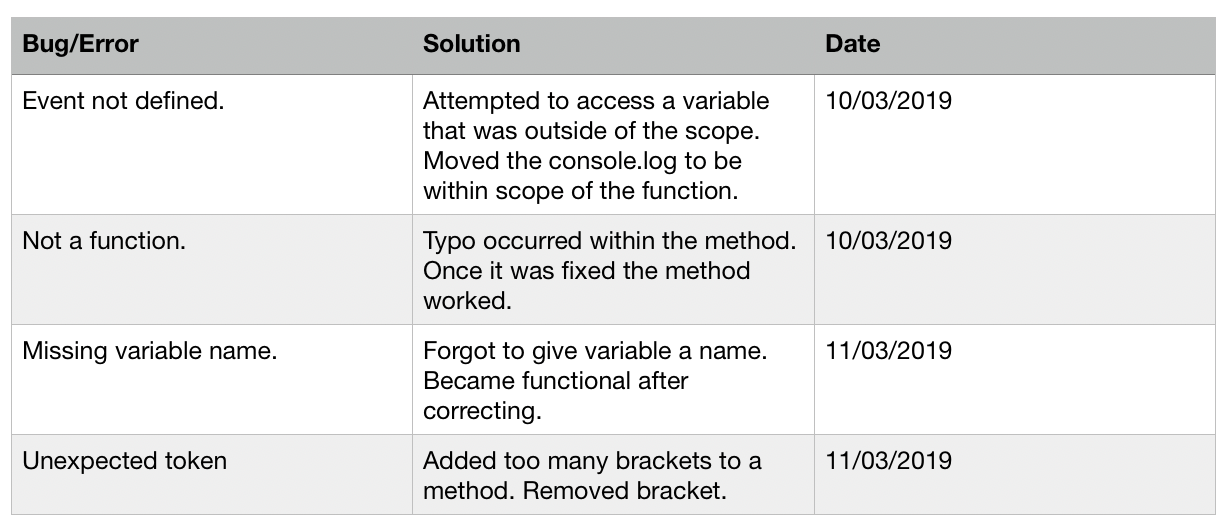 Bug/Error Solution Date
Event not defined. Attempted to access a variable 10/03/2019
that was outside of the scope.
Moved the console.log to be
within scope of the function.
Not a function. Typo occurred within the method. 10/03/2019
Once it was fixed the method
worked.
Missing variable name. Forgot to give variable a name. 11/03/2019
Became functional after
correcting.
Unexpected token Added too many brackets to a 11/03/2019
method. Removed bracket.